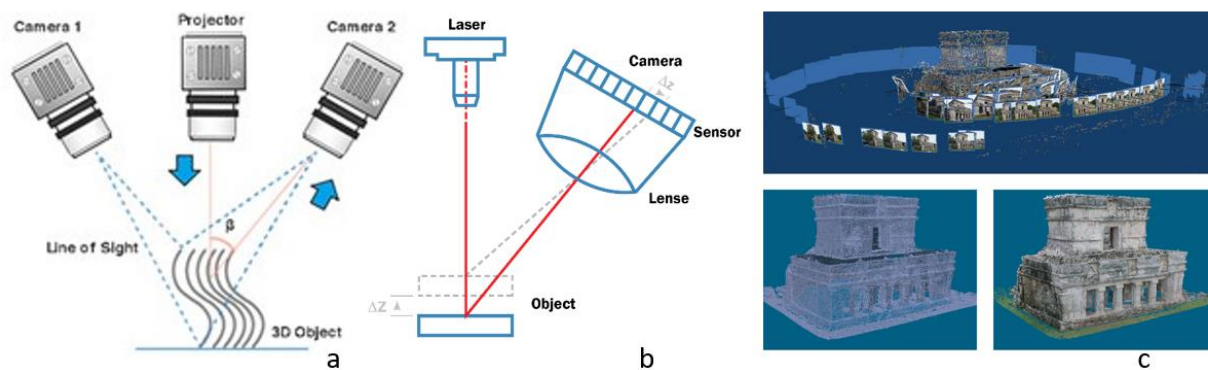 Camera 1
Projector
Camera 2
β
Line of Sight
3D Object
a
Laser
Camera
Δz
Sensor
Lense
ΔZ
Object
b
c